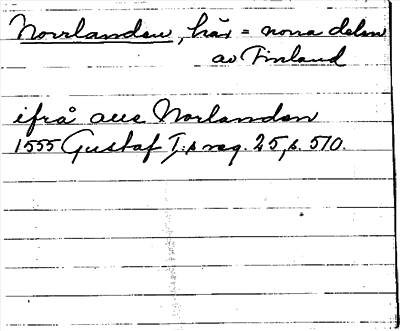 Norrlanden, här = norra delen
av Finland
ifrå alle Norlanden
1555 Gustaf I:s reg. 25, s. 510.